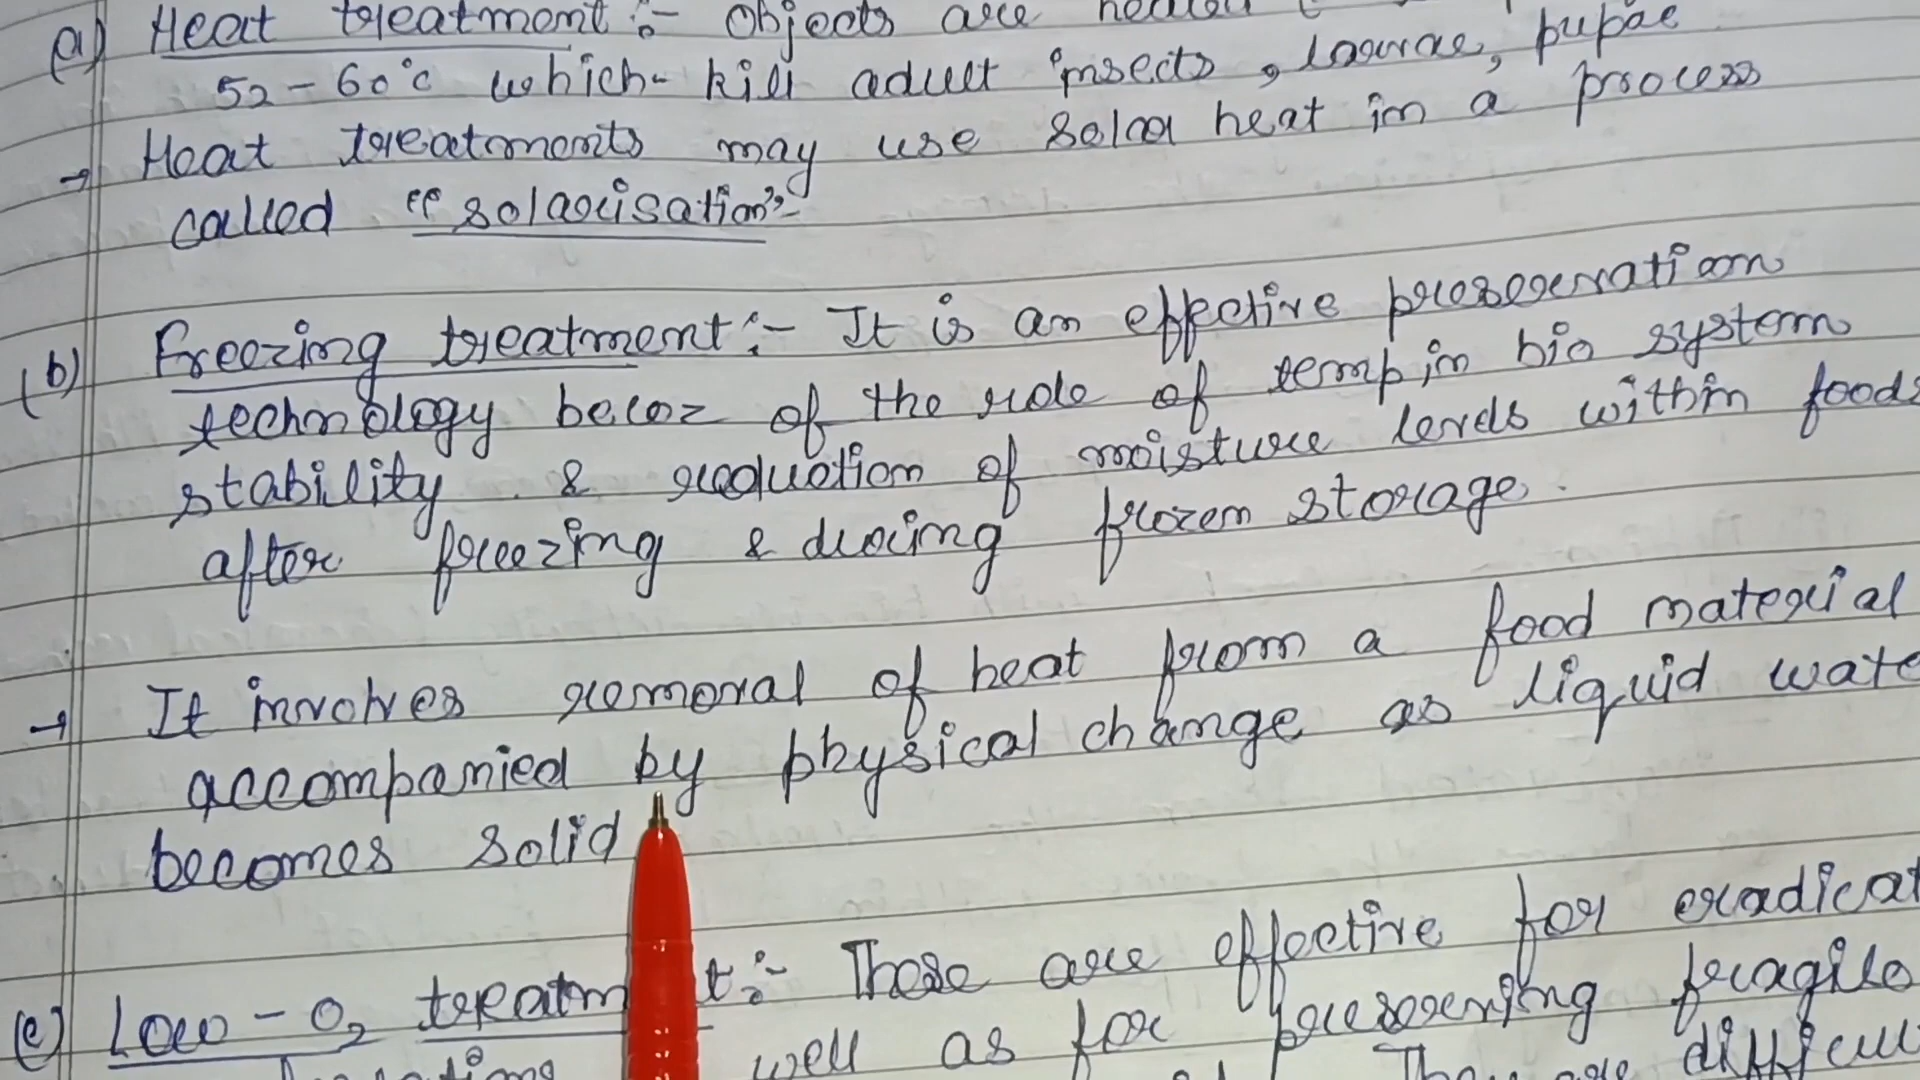 (a) Heat treatment :- Objects are heated
52-60°C which kill adult insects, larvae, pupae
→ Heat treatments may use solar heat in a process
called "solarisation"
(b) Freezing treatment :- It is an effective preservation
technology becoz of the role of temp, in bio system
stability & reduction of moisture levels within foods
after freezing & during frozen storage.
→ It involves removal of heat from a food material
accompanied by physical change as liquid wate
becomes solid
(c) Low-O2 treatm t :- These are effective for eradicat
well as for preserving fragile
difficul